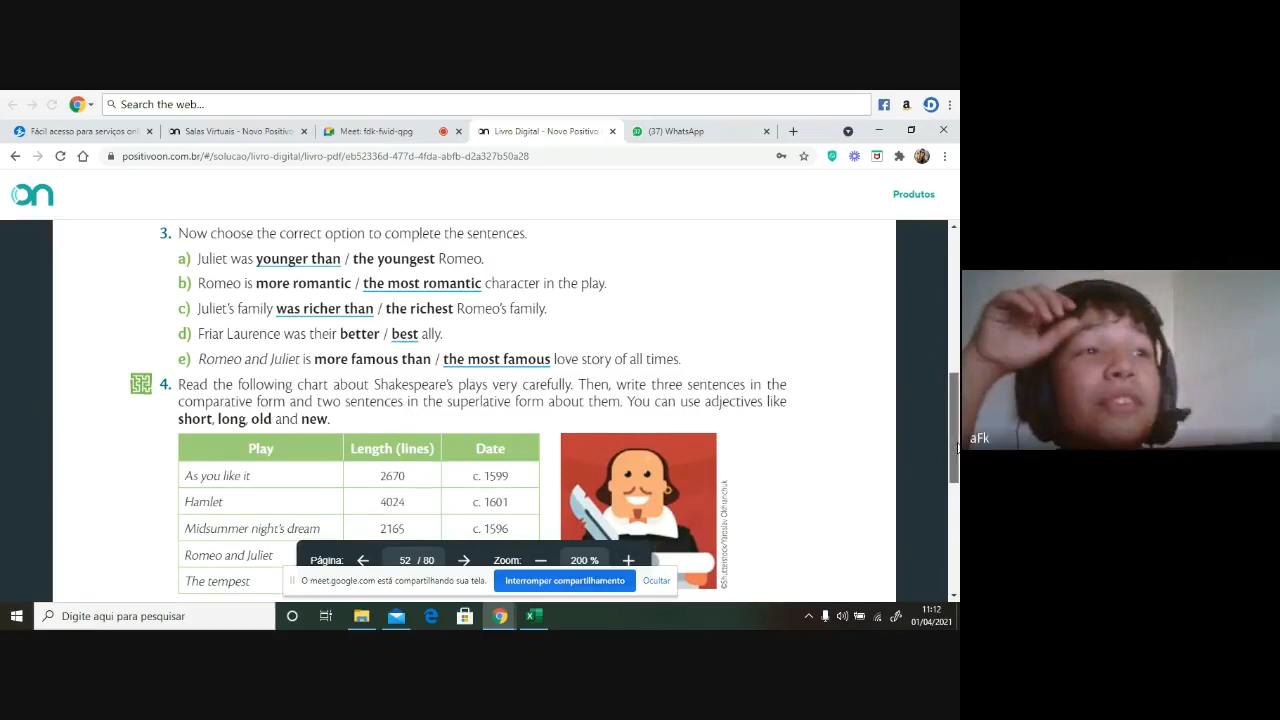 Search the web...
Fácil acesso para serviços onl
Salas Virtuais - Novo Positivo
Meet: fdk-fwid-qpg
Livro Digital - Novo Positivo
(37) WhatsApp
positivoon.com.br/#/solucao/livro-digital/livro-pdf/eb52336d-477d-4fda-abfb-d2a327b50a28
on
Produtos
3. Now choose the correct option to complete the sentences.
a) Juliet was younger than / the youngest Romeo.
b) Romeo is more romantic / the most romantic character in the play.
c) Juliet's family was richer than / the richest Romeo's family.
d) Friar Laurence was their better / best ally.
e) Romeo and Juliet is more famous than / the most famous love story of all times.
4. Read the following chart about Shakespeare's plays very carefully. Then, write three sentences in the
comparative form and two sentences in the superlative form about them. You can use adjectives like
short, long, old and new.
Play Length (lines) Date
As you like it 2670 c. 1599
Hamlet 4024 c. 1601
Midsummer night's dream 2165 c. 1596
Romeo and Juliet
The tempest
©Shutterstock/Yaroslav Okhranchuk
Página: 52 / 80 Zoom: 200 %
O meet.google.com está compartilhando sua tela.
Interromper compartilhamento
Ocultar
Digite aqui para pesquisar
11:12
01/04/2021
aFk